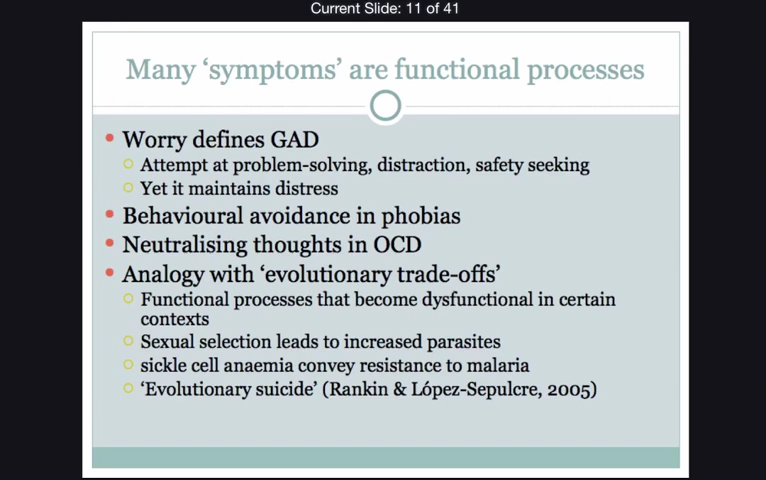 Current Slide: 11 of 41
Many ‘symptoms’ are functional processes
Worry defines GAD
Attempt at problem-solving, distraction, safety seeking
Yet it maintains distress
Behavioural avoidance in phobias
Neutralising thoughts in OCD
Analogy with ‘evolutionary trade-offs’
Functional processes that become dysfunctional in certain
contexts
Sexual selection leads to increased parasites
sickle cell anaemia convey resistance to malaria
‘Evolutionary suicide’ (Rankin & López-Sepulcre, 2005)